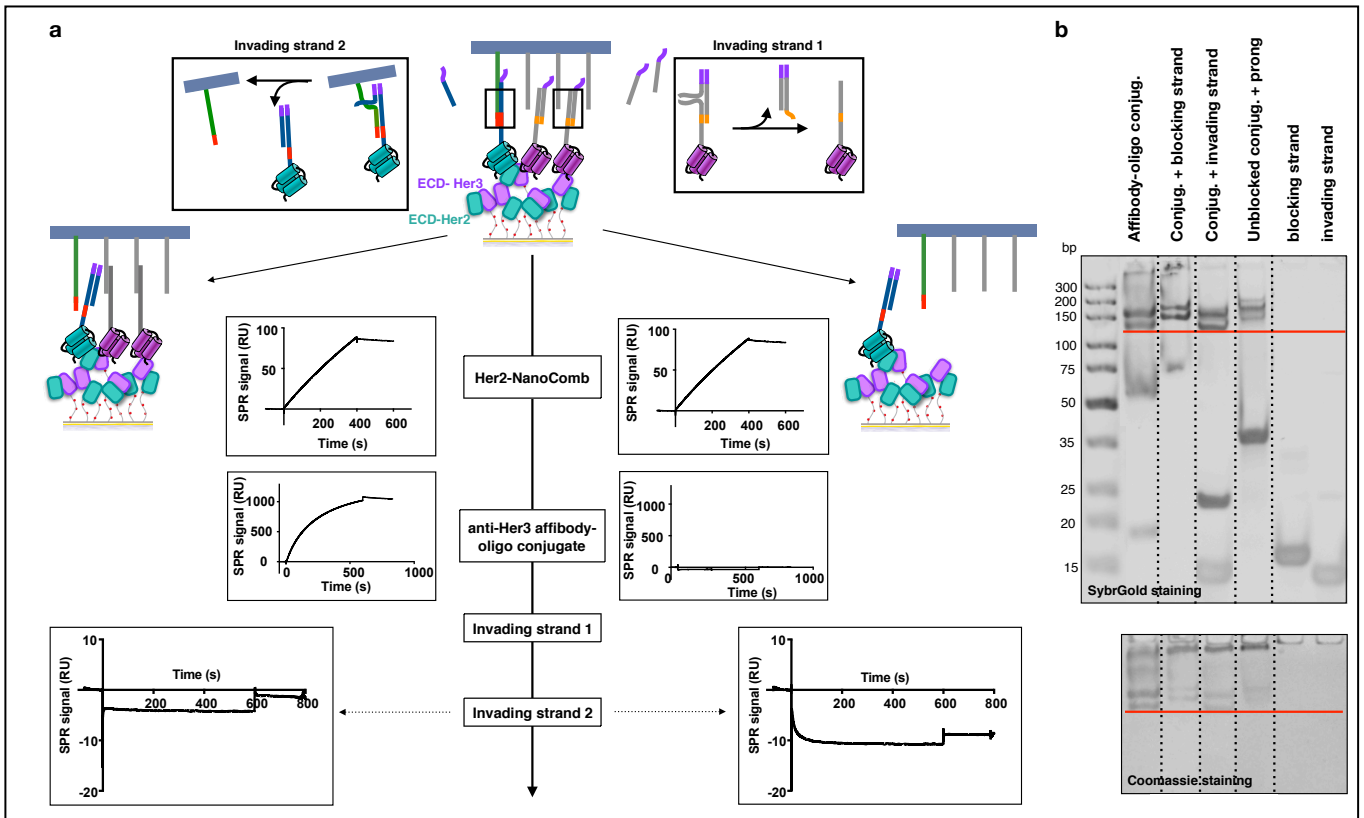 a
b
Invading strand 2
Invading strand 1
ECD- Her3
ECD-Her2
SPR signal (RU)
100
50
200 400 600
Time (s)
Her2-NanoComb
SPR signal (RU)
100
50
200 400 600
Time (s)
SPR signal (RU)
1000
500
0
0 500 1000
Time (s)
anti-Her3 affibody-
oligo conjugate
SPR signal (RU)
1000
500
0
0 500 1000
Time (s)
Invading strand 1
SPR signal (RU)
10
Time (s)
200 400 600 800
-10
-20
Invading strand 2
SPR signal (RU)
10
Time (s)
200 400 600 800
-10
-20
Affibody-oligo conjug.
Conjug. + blocking strand
Conjug. + invading strand
Unblocked conjug. + prong
blocking strand
invading strand
bp
300
200
150
100
75
50
35
25
20
15
SybrGold staining
Coomassie staining